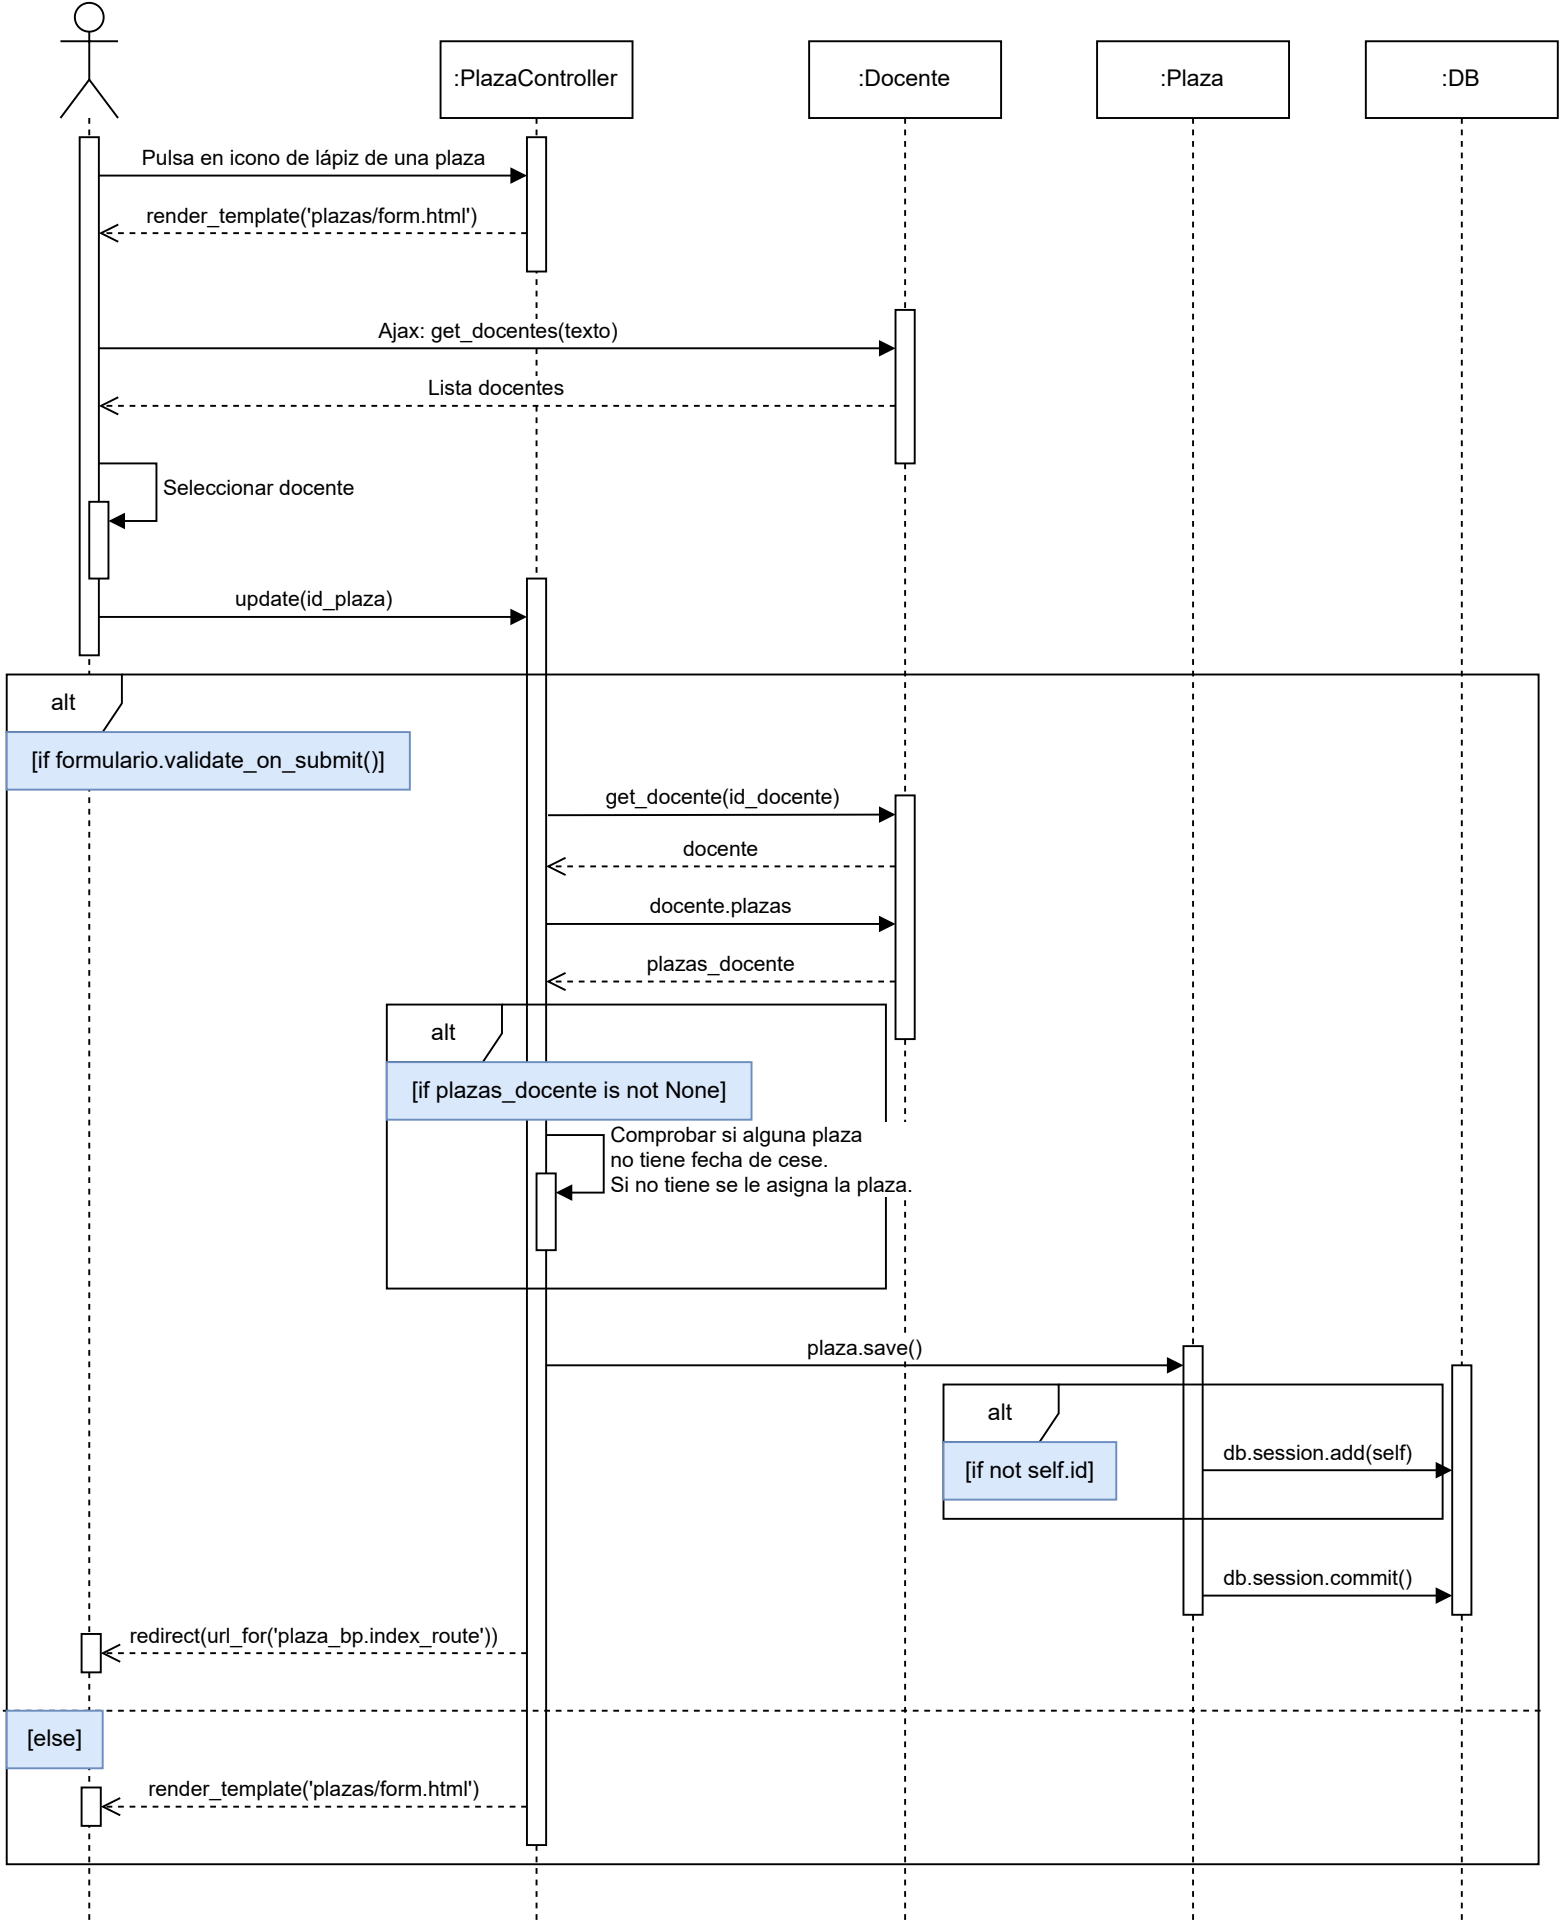 :PlazaController
:Docente
:Plaza
:DB
Pulsa en icono de lápiz de una plaza
render_template('plazas/form.html')
Ajax: get_docentes(texto)
Lista docentes
Seleccionar docente
update(id_plaza)
alt
[if formulario.validate_on_submit()]
get_docente(id_docente)
docente
docente.plazas
plazas_docente
alt
[if plazas_docente is not None]
Comprobar si alguna plaza
no tiene fecha de cese.
Si no tiene se le asigna la plaza.
plaza.save()
alt
[if not self.id]
db.session.add(self)
db.session.commit()
redirect(url_for('plaza_bp.index_route'))
[else]
render_template('plazas/form.html')